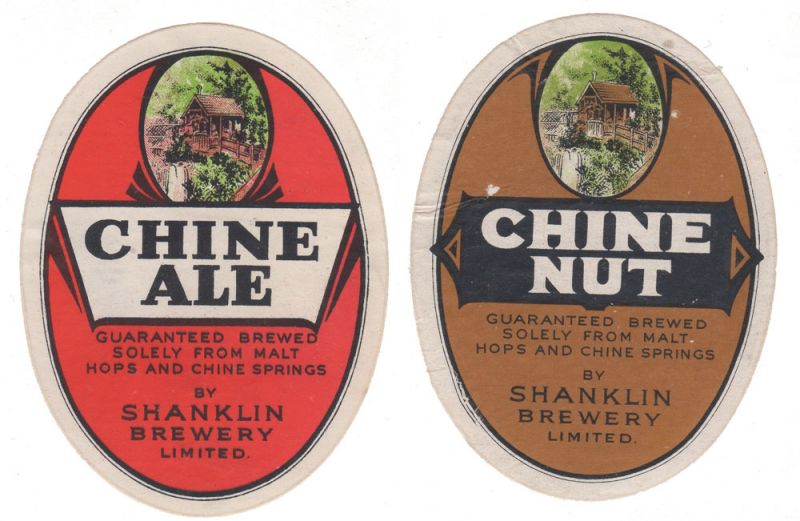 CHINE
ALE
GUARANTEED BREWED
SOLELY FROM MALT
HOPS AND CHINE SPRINGS
BY
SHANKLIN
BREWERY
LIMITED.
CHINE
NUT
GUARANTEED BREWED
SOLELY FROM MALT
HOPS AND CHINE SPRINGS
BY
SHANKLIN
BREWERY
LIMITED.